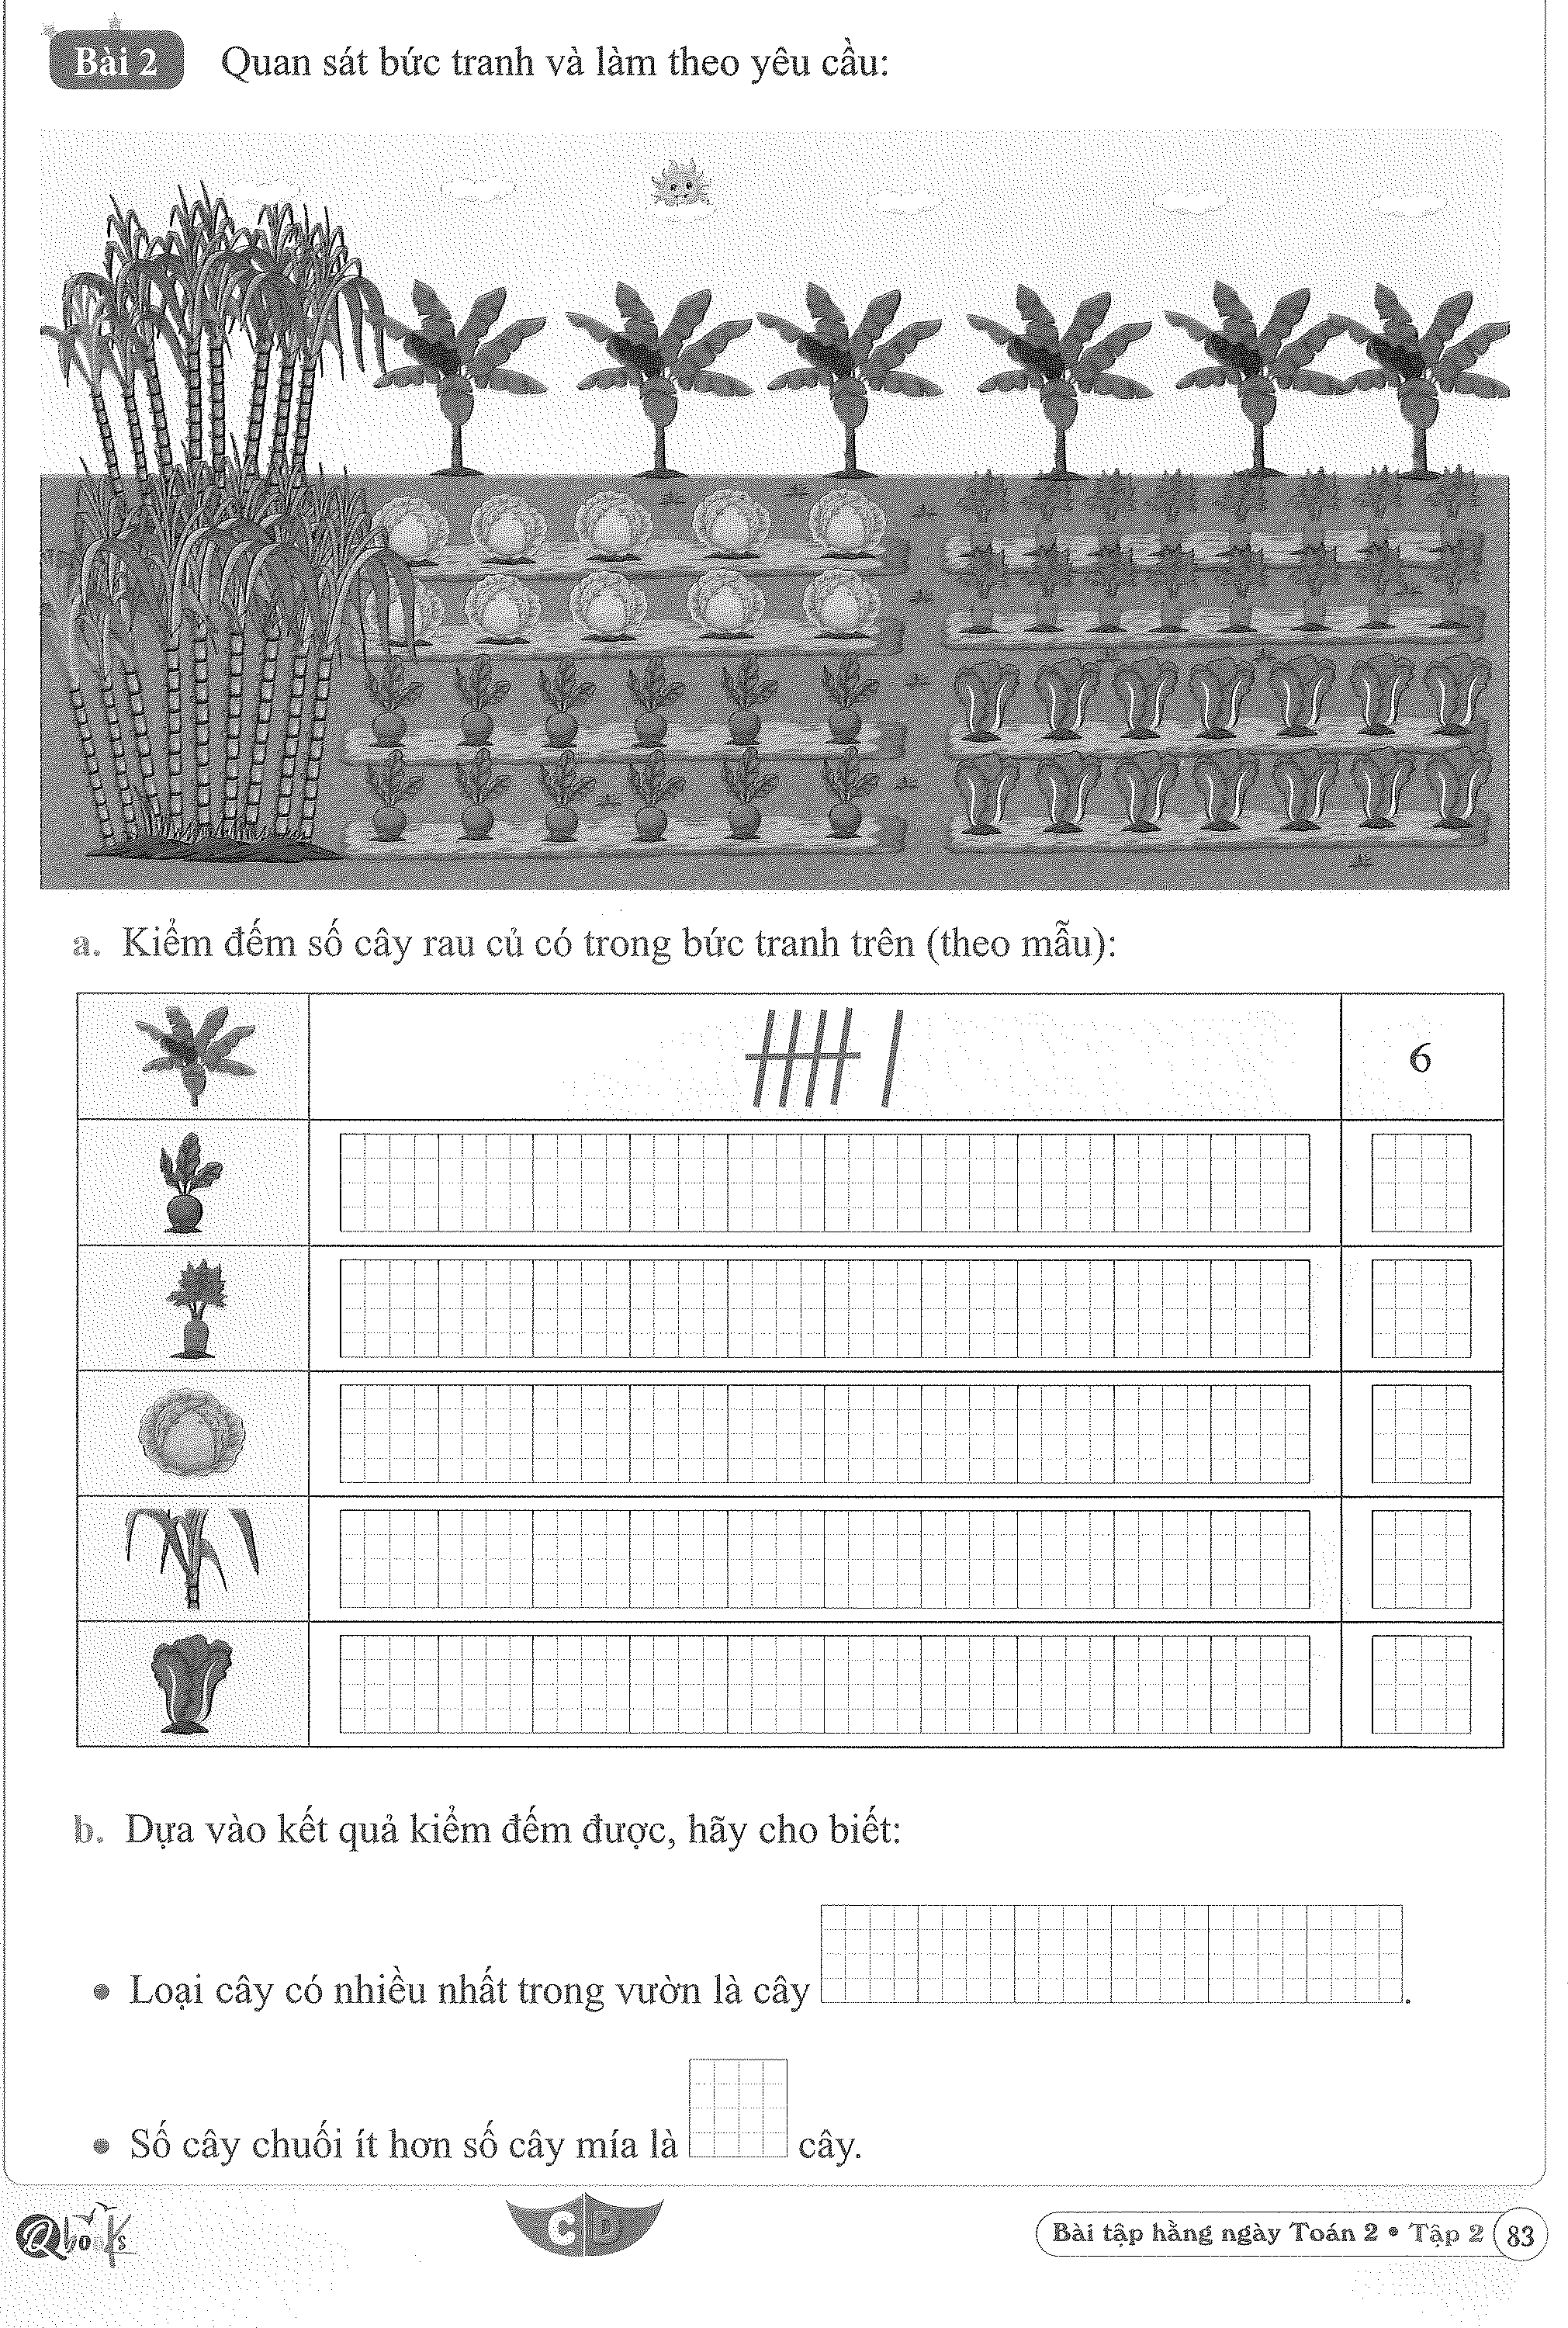 Bài 2 Quan sát bức tranh và làm theo yêu cầu:
a. Kiểm đếm số cây rau củ có trong bức tranh trên (theo mẫu):
6
b. Dựa vào kết quả kiểm đếm được, hãy cho biết:
• Loại cây có nhiều nhất trong vườn là cây .
• Số cây chuối ít hơn số cây mía là cây.
Qbooks CD Bài tập hằng ngày Toán 2 • Tập 2 83